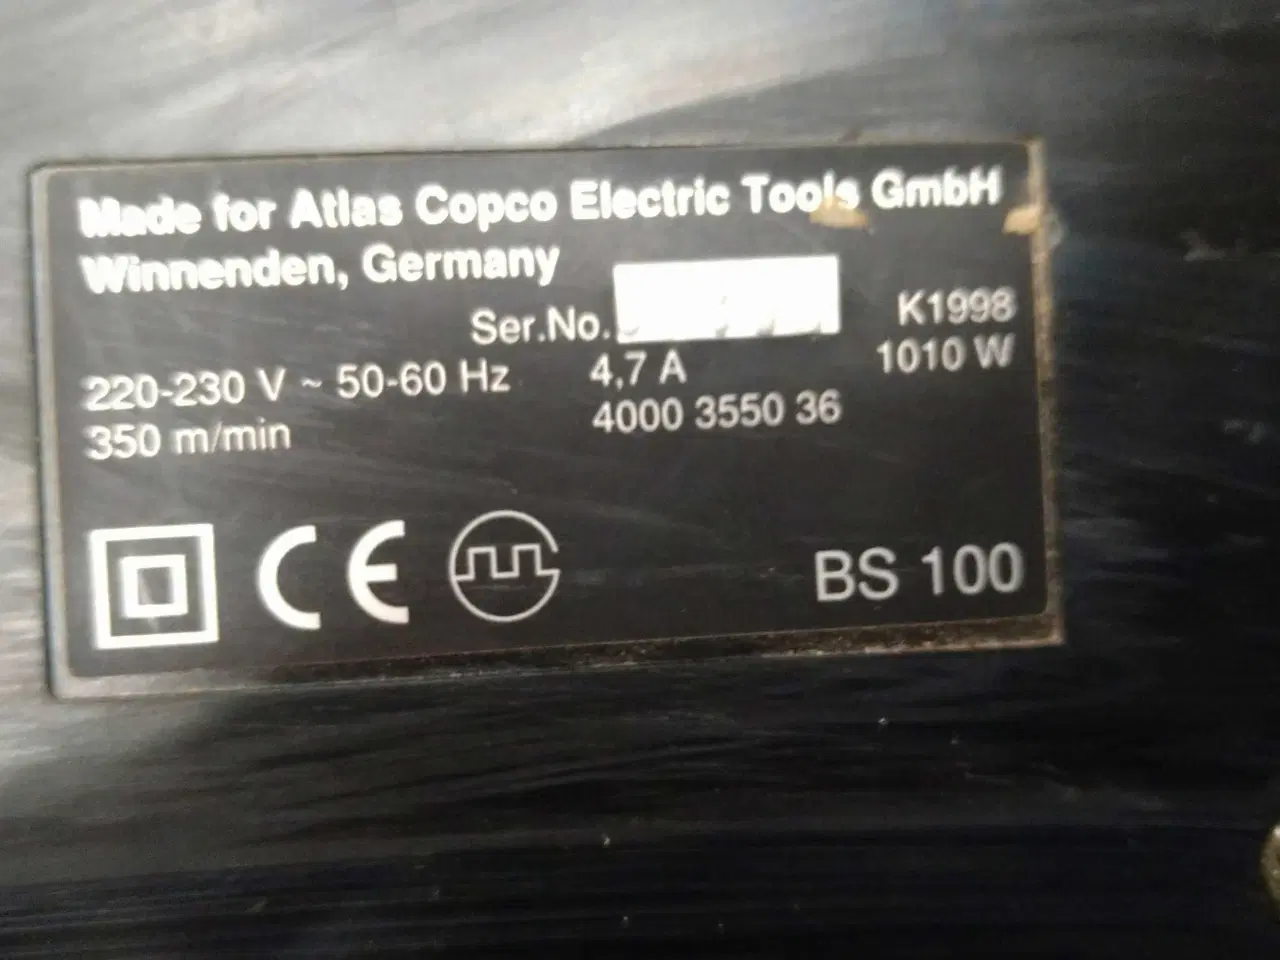 Made for Atlas Copco Electric Tools GmbH
Winnenden, Germany
Ser.No. K1998
220-230 V ~ 50-60 Hz 4,7 A 1010 W
350 m/min 4000 3550 36
CE
BS 100